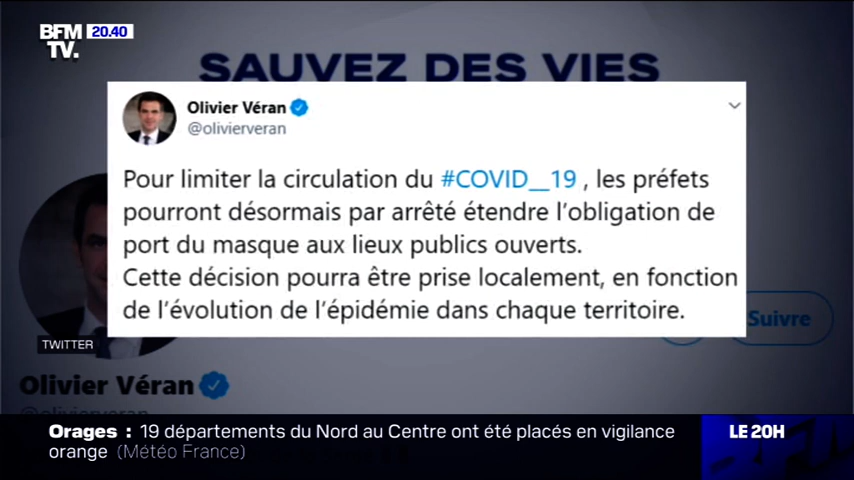 BFM
TV.
20.40
SAUVEZ DES VIES
Olivier Véran
@olivierveran
Pour limiter la circulation du #COVID__19 , les préfets
pourront désormais par arrêté étendre l'obligation de
port du masque aux lieux publics ouverts.
Cette décision pourra être prise localement, en fonction
de l'évolution de l'épidémie dans chaque territoire.
Suivre
TWITTER
Olivier Véran
@olivierveran
Orages : 19 départements du Nord au Centre ont été placés en vigilance
orange (Météo France)
LE 20H